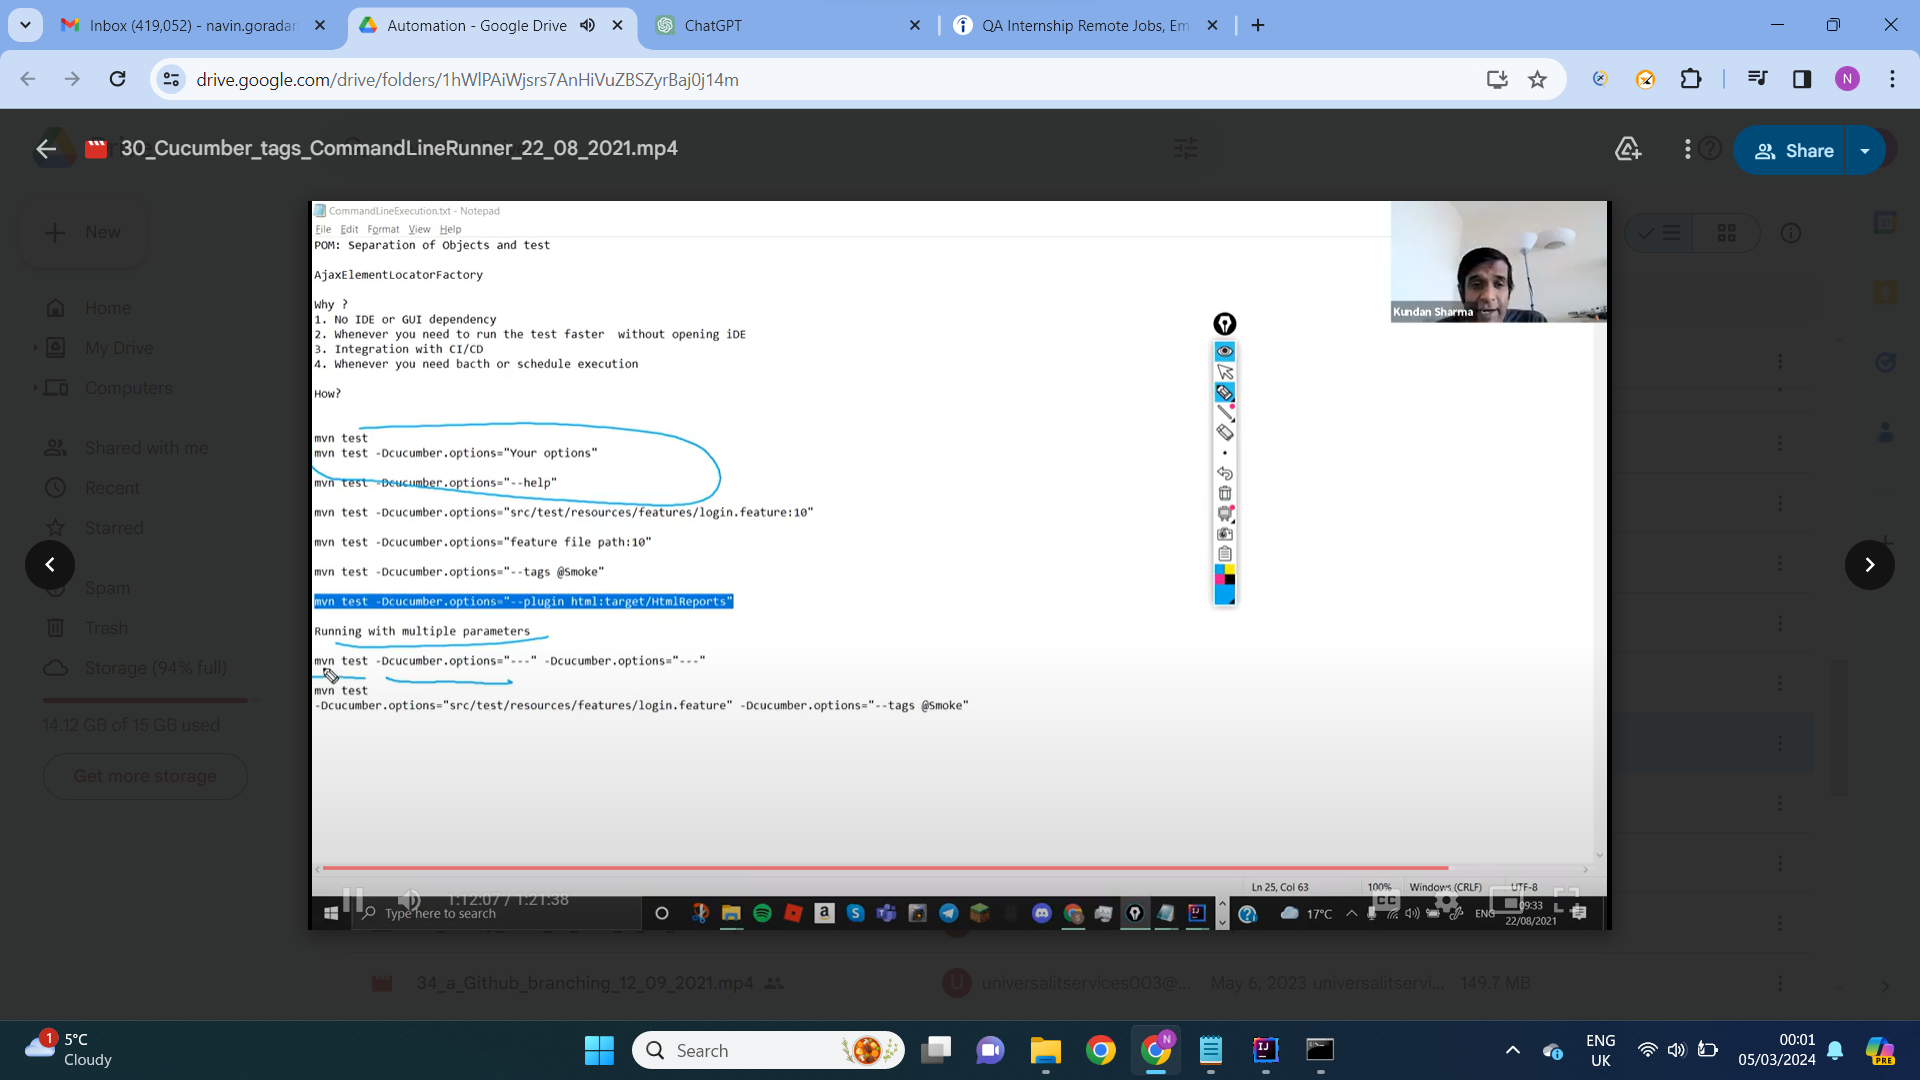 Inbox (419,052) - navin.goradar
Automation - Google Drive
ChatGPT
QA Internship Remote Jobs, Em
drive.google.com/drive/folders/1hWlPAiWjsrs7AnHiVuZBSZyrBaj0j14m
N
30_Cucumber_tags_CommandLineRunner_22_08_2021.mp4
Share
New
Home
My Drive
Computers
Shared with me
Recent
Starred
Spam
Trash
Storage (94% full)
14.12 GB of 15 GB used
Get more storage
CommandLineExecution.txt - Notepad
File Edit Format View Help
POM: Separation of Objects and test
AjaxElementLocatorFactory
Why ?
1. No IDE or GUI dependency
2. Whenever you need to run the test faster  without opening iDE
3. Integration with CI/CD
4. Whenever you need bacth or schedule execution
How?
mvn test
mvn test -Dcucumber.options="Your options"
mvn test -Dcucumber.options="--help"
mvn test -Dcucumber.options="src/test/resources/features/login.feature:10"
mvn test -Dcucumber.options="feature file path:10"
mvn test -Dcucumber.options="--tags @Smoke"
mvn test -Dcucumber.options="--plugin html:target/HtmlReports"
Running with multiple parameters
mvn test -Dcucumber.options="---" -Dcucumber.options="---"
mvn test
-Dcucumber.options="src/test/resources/features/login.feature" -Dcucumber.options="--tags @Smoke"
Kundan Sharma
Ln 25, Col 63 100% Windows (CRLF) UTF-8
1:12:07 / 1:21:38
CC
Type here to search
17°C
ENG
09:33
22/08/2021
34_a_Github_branching_12_09_2021.mp4
U
universalitservices003@... May 6, 2023 universalitservi... 149.7 MB
1
5°C
Cloudy
Search
N
IJ
ENG
UK
00:01
05/03/2024
PRE